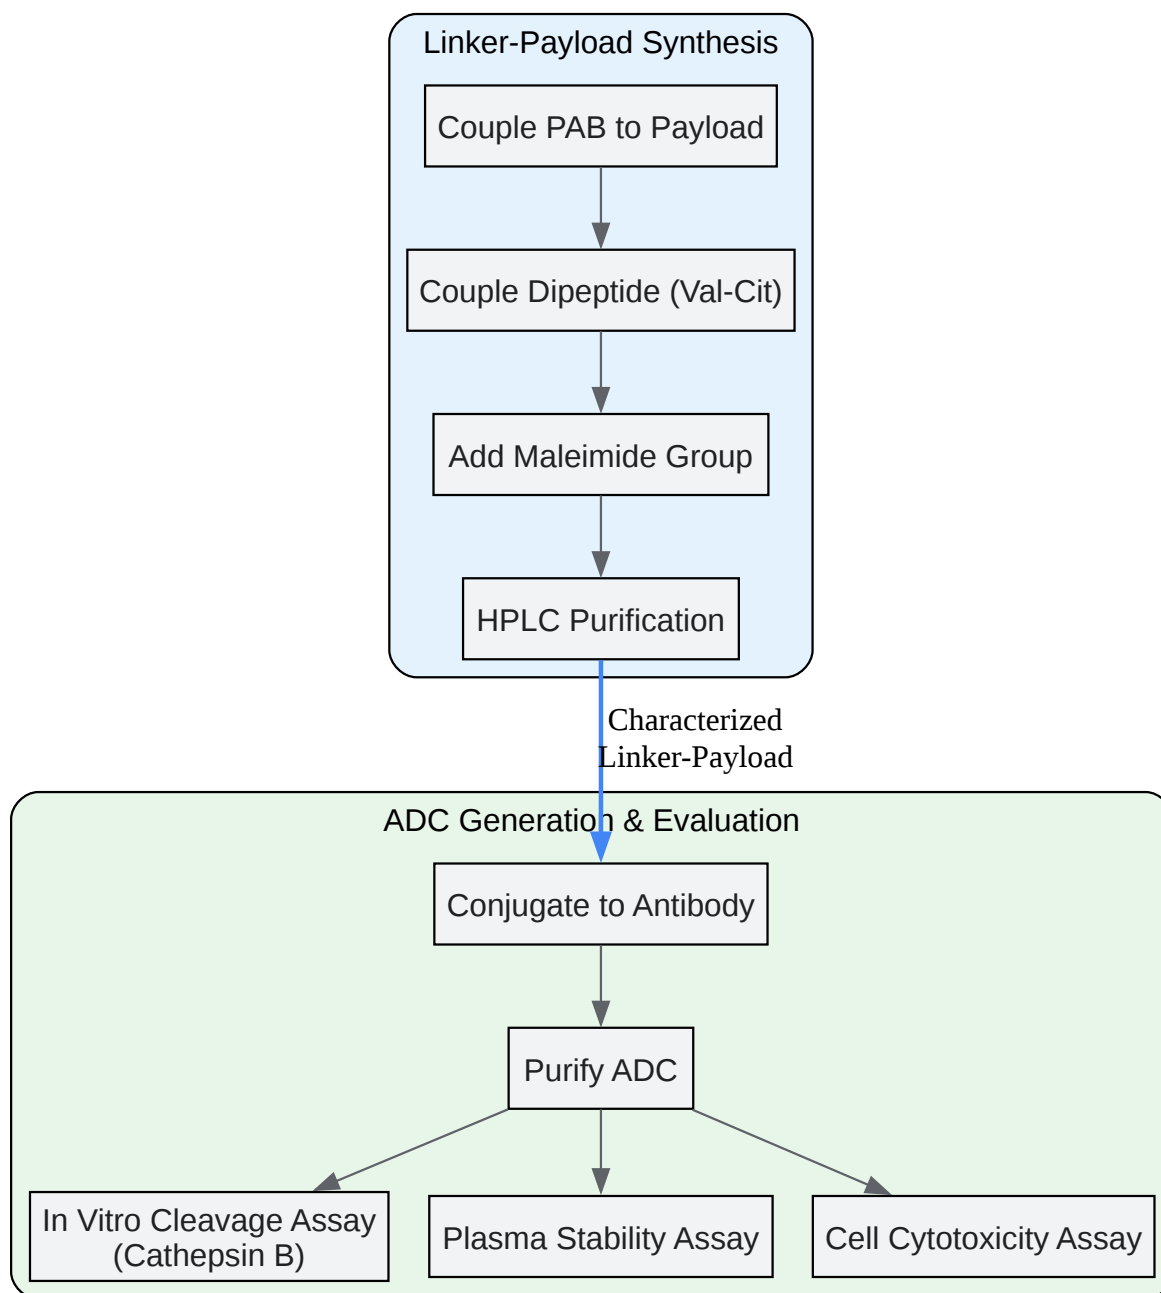 Linker-Payload Synthesis
Couple PAB to Payload
Couple Dipeptide (Val-Cit)
Add Maleimide Group
HPLC Purification
Characterized
Linker-Payload
ADC Generation & Evaluation
Conjugate to Antibody
Purify ADC
In Vitro Cleavage Assay
(Cathepsin B)
Plasma Stability Assay
Cell Cytotoxicity Assay